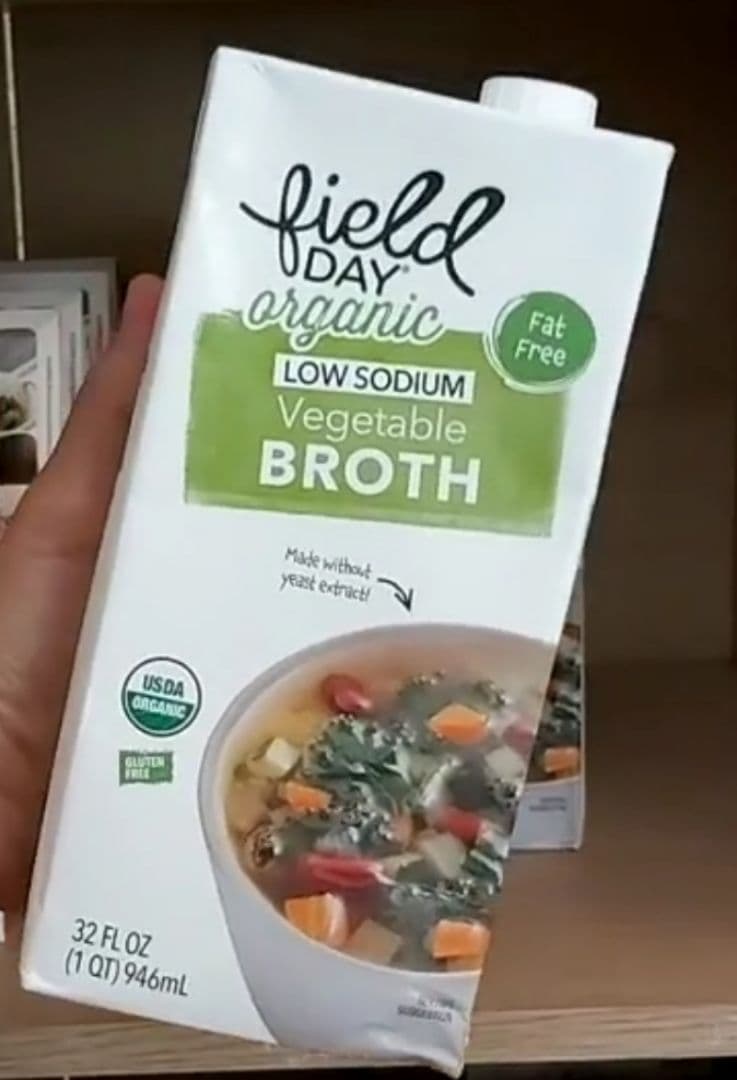 field
DAY
organic
Fat
Free
LOW SODIUM
Vegetable
BROTH
Made without
yeast extract!
USDA
ORGANIC
GLUTEN
FREE
32 FL OZ
(1 QT) 946mL